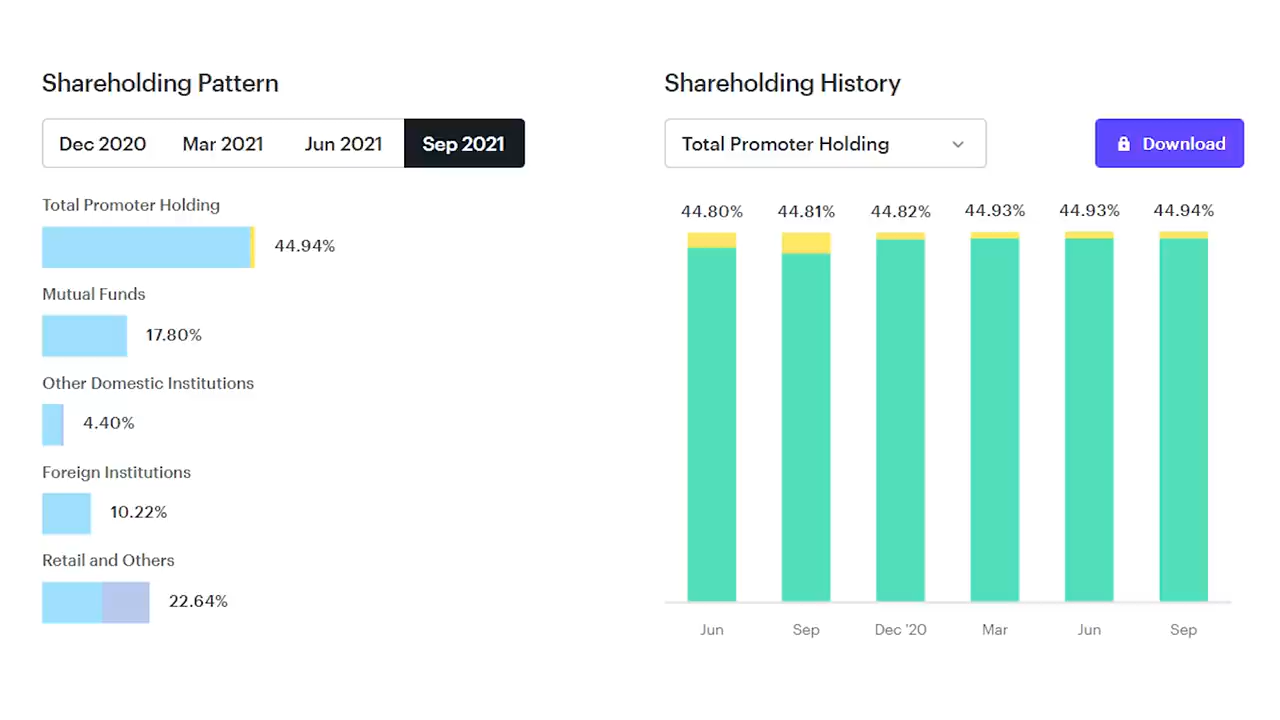 Shareholding Pattern
Dec 2020 Mar 2021 Jun 2021 Sep 2021
Total Promoter Holding
44.94%
Mutual Funds
17.80%
Other Domestic Institutions
4.40%
Foreign Institutions
10.22%
Retail and Others
22.64%
Shareholding History
Total Promoter Holding
Download
44.80% 44.81% 44.82% 44.93% 44.93% 44.94%
Jun Sep Dec '20 Mar Jun Sep